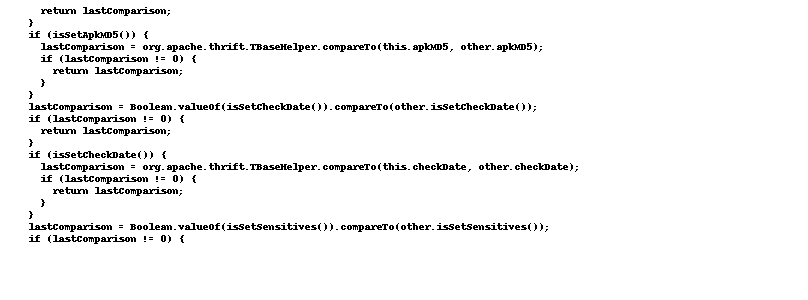 return lastComparison;
}
if (isSetApkMD5()) {
lastComparison = org.apache.thrift.TBaseHelper.compareTo(this.apkMD5, other.apkMD5);
if (lastComparison != 0) {
return lastComparison;
}
}
lastComparison = Boolean.valueOf(isSetCheckDate()).compareTo(other.isSetCheckDate());
if (lastComparison != 0) {
return lastComparison;
}
if (isSetCheckDate()) {
lastComparison = org.apache.thrift.TBaseHelper.compareTo(this.checkDate, other.checkDate);
if (lastComparison != 0) {
return lastComparison;
}
}
lastComparison = Boolean.valueOf(isSetSensitives()).compareTo(other.isSetSensitives());
if (lastComparison != 0) {